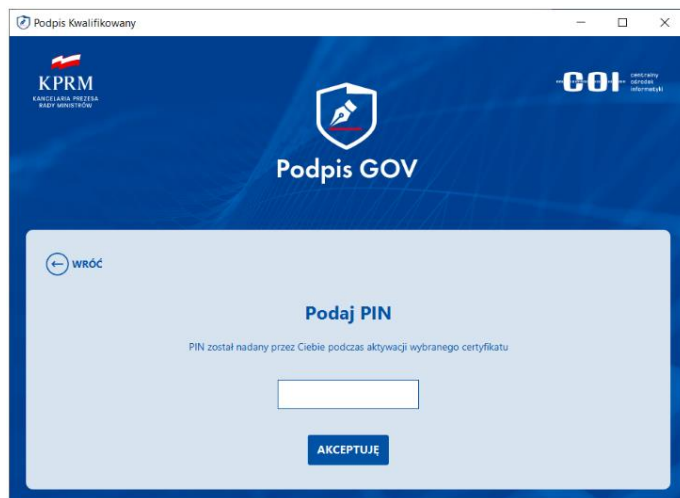 Podpis Kwalifikowany
KPRM
KANCELARIA PREZESA
RADY MINISTRÓW
COI
centralny
ośrodek
informatyki
Podpis GOV
WRÓĆ
Podaj PIN
PIN został nadany przez Ciebie podczas aktywacji wybranego certyfikatu
AKCEPTUJĘ